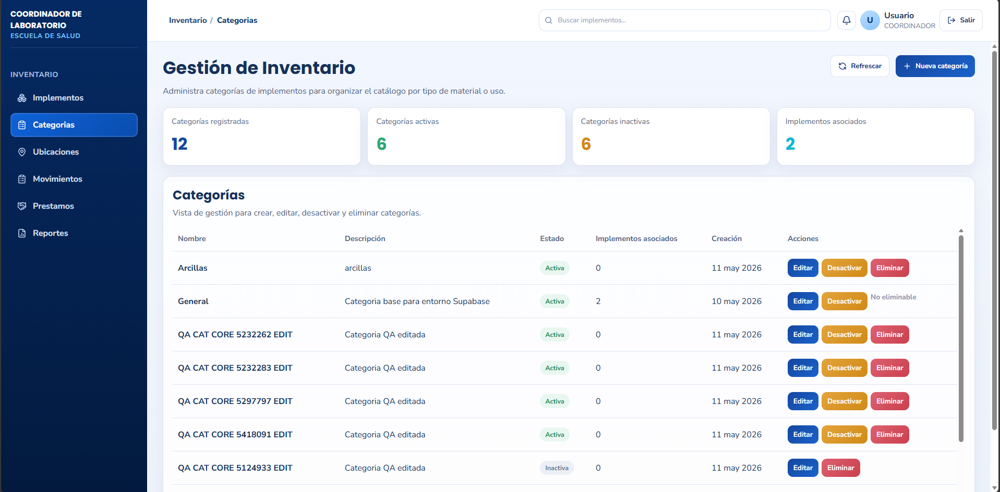 COORDINADOR DE
LABORATORIO
ESCUELA DE SALUD
INVENTARIO
Implementos
Categorias
Ubicaciones
Movimientos
Prestamos
Reportes
Inventario / Categorias
Buscar implementos...
U
Usuario
COORDINADOR
Salir
Gestión de Inventario
Administra categorías de implementos para organizar el catálogo por tipo de material o uso.
Refrescar
+ Nueva categoría
Categorías registradas
12
Categorías activas
6
Categorías inactivas
6
Implementos asociados
2
Categorías
Vista de gestión para crear, editar, desactivar y eliminar categorías.
Nombre Descripción Estado Implementos asociados Creación Acciones
Arcillas arcillas Activa 0 11 may 2026 Editar Desactivar Eliminar
General Categoria base para entorno Supabase Activa 2 10 may 2026 Editar Desactivar No eliminable
QA CAT CORE 5232262 EDIT Categoria QA editada Activa 0 11 may 2026 Editar Desactivar Eliminar
QA CAT CORE 5232283 EDIT Categoria QA editada Activa 0 11 may 2026 Editar Desactivar Eliminar
QA CAT CORE 5297797 EDIT Categoria QA editada Activa 0 11 may 2026 Editar Desactivar Eliminar
QA CAT CORE 5418091 EDIT Categoria QA editada Activa 0 11 may 2026 Editar Desactivar Eliminar
QA CAT CORE 5124933 EDIT Categoria QA editada Inactiva 0 11 may 2026 Editar Eliminar